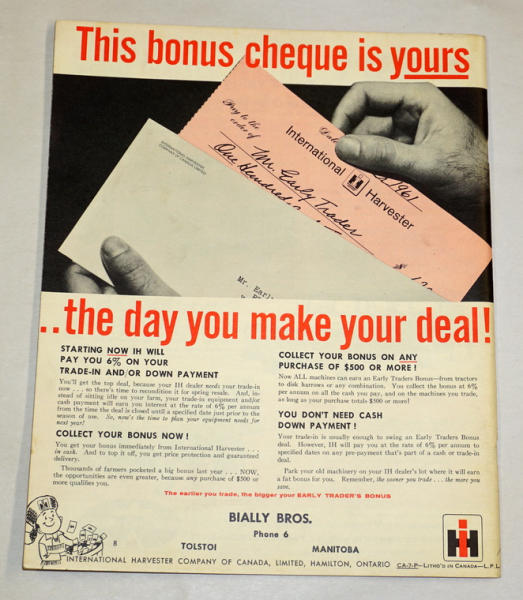 This bonus cheque is yours
INTERNATIONAL HARVESTER
COMPANY OF CANADA LIMITED
Pay to the
order of
Mr. Early Trader
One Hundred
International
IH
Harvester
1961
$
Mr. Earl
..the day you make your deal!
STARTING NOW IH WILL
PAY YOU 6% ON YOUR
TRADE-IN AND/OR DOWN PAYMENT
You'll get the top deal, because your IH dealer needs your trade-in
now . . . so there's time to recondition it for spring resale. And, in-
stead of sitting idle on your farm, your trade-in equipment and/or
cash payment will earn you interest at the rate of 6% per annum
from the time the deal is closed until a specified date just prior to the
season of use. So, now's the time to plan your equipment needs for
next year!
COLLECT YOUR BONUS NOW !
You get your bonus immediately from International Harvester . . .
in cash. And to top it off, you get price protection and guaranteed
delivery.
Thousands of farmers pocketed a big bonus last year . . . NOW,
the opportunities are even greater, because any purchase of $500 or
more qualifies you.
COLLECT YOUR BONUS ON ANY
PURCHASE OF $500 OR MORE !
Now ALL machines can earn an Early Traders Bonus—from tractors
to disk harrows or any combination. You collect the bonus at 6%
per annum on all the cash you pay, and on the machines you trade,
as long as your purchase totals $500 or more!
YOU DON'T NEED CASH
DOWN PAYMENT !
Your trade-in is usually enough to swing an Early Traders Bonus
deal. However, IH will pay you at the rate of 6% per annum to
specified dates on any pre-payment that's part of a cash or trade-in
deal.
Park your old machinery on your IH dealer's lot where it will earn
a fat bonus for you. Remember, the sooner you trade . . . the more you
save.
The earlier you trade, the bigger your EARLY TRADER'S BONUS
BIALLY BROS.
Phone 6
8
TOLSTOI MANITOBA
IH
INTERNATIONAL HARVESTER COMPANY OF CANADA, LIMITED, HAMILTON, ONTARIO CA-7-P—LITHO'D IN CANADA—L.P.L